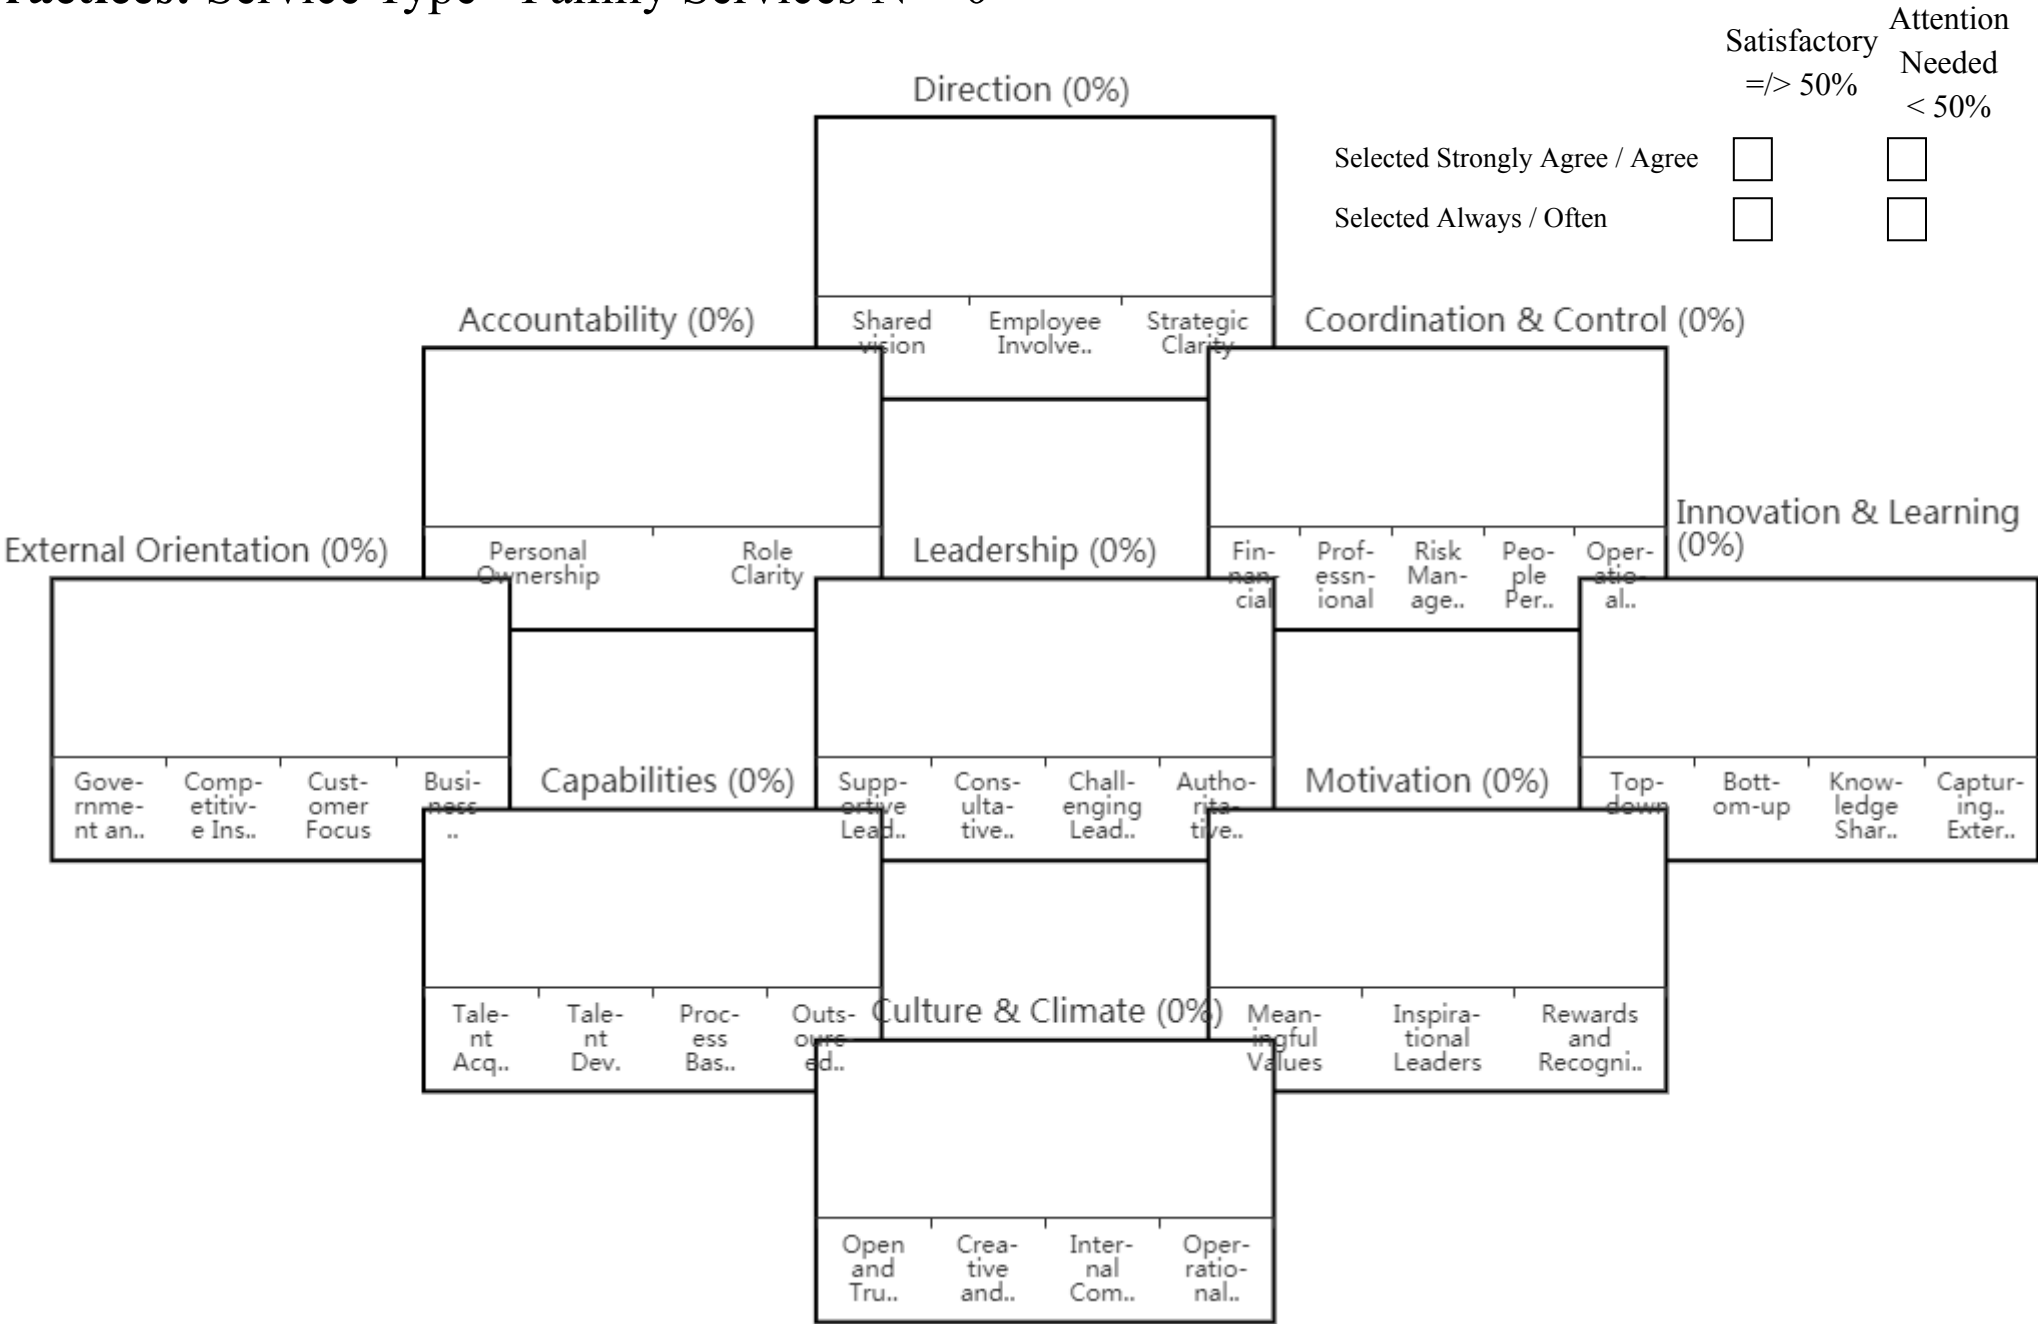 Service Type - Family Services N = 0
Attention
Satisfactory
Needed
=/> 50%
< 50%
Selected Strongly Agree / Agree
Selected Always / Often
Direction (0%)
Shared
vision
Employee
Involve..
Strategic
Clarity
Accountability (0%)
Personal
Ownership
Role
Clarity
Coordination & Control (0%)
Fin-
nan-
cial
Prof-
essn-
ional
Risk
Man-
age..
Peo-
ple
Per..
Oper-
atio-
al..
External Orientation (0%)
Gove-
rnme-
nt an..
Comp-
etitiv-
e Ins..
Cust-
omer
Focus
Busi-
ness
..
Leadership (0%)
Supp-
ortive
Lead..
Cons-
ulta-
tive..
Chall-
enging
Lead..
Autho-
rita-
tive..
Innovation & Learning
(0%)
Top-
down
Bott-
om-up
Know-
ledge
Shar..
Captur-
ing..
Exter..
Capabilities (0%)
Tale-
nt
Acq..
Tale-
nt
Dev.
Proc-
ess
Bas..
Outs-
ourc-
ed..
Motivation (0%)
Mean-
ingful
Values
Inspira-
tional
Leaders
Rewards
and
Recogni..
Culture & Climate (0%)
Open
and
Tru..
Crea-
tive
and..
Inter-
nal
Com..
Oper-
ratio-
nal..